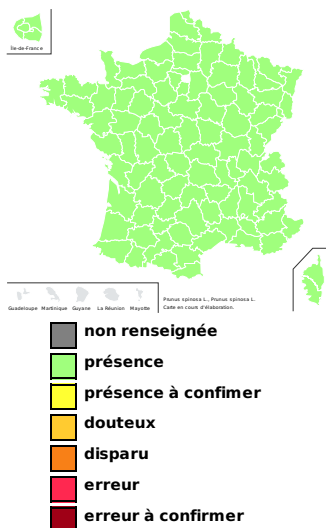 Île-de-France
Guadeloupe Martinique Guyane La Réunion Mayotte
Prunus spinosa L., Prunus spinosa L.
Carte en cours d'élaboration.
non renseignée
présence
présence à confimer
douteux
disparu
erreur
erreur à confirmer